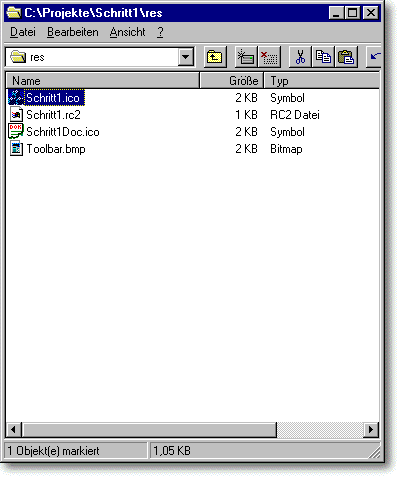 C:\Projekte\Schritt1\res
Datei Bearbeiten Ansicht ?
res
Name Größe Typ
Schritt1.ico 2 KB Symbol
Schritt1.rc2 1 KB RC2 Datei
Schritt1Doc.ico 2 KB Symbol
Toolbar.bmp 2 KB Bitmap
1 Objekt(e) markiert 1,05 KB